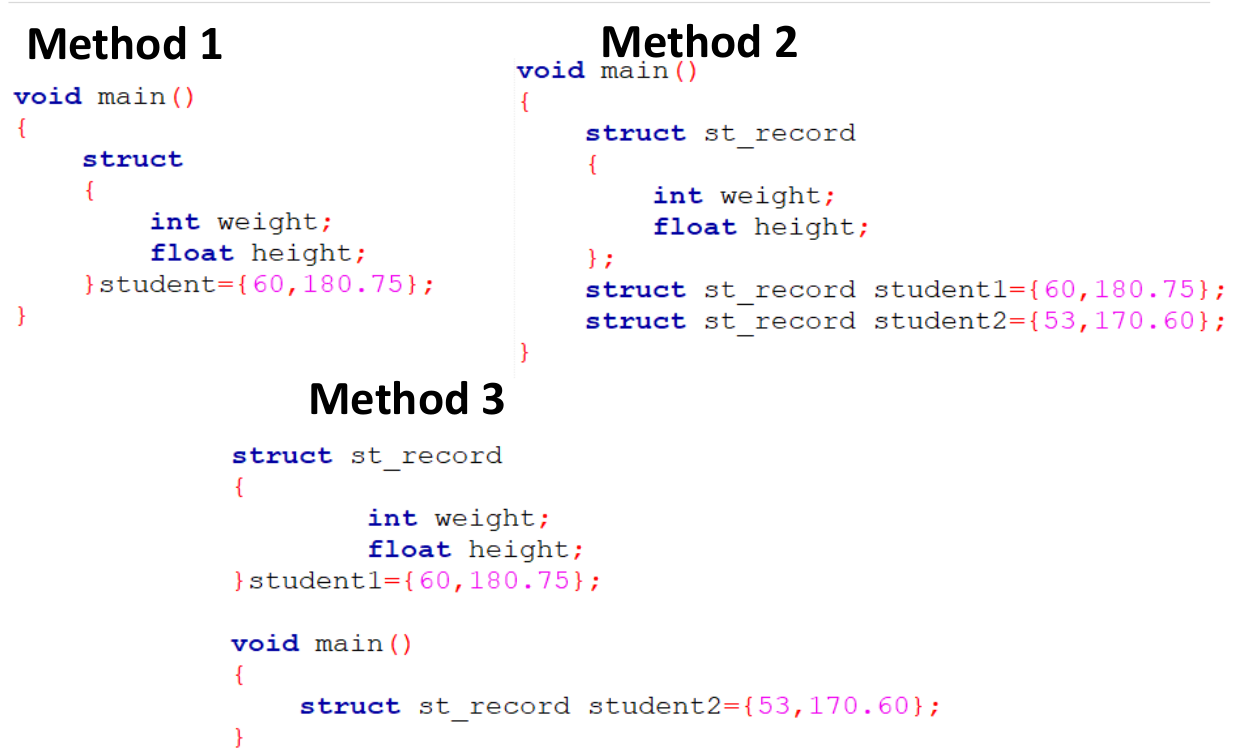 Method 1
void main()
{
    struct
    {
        int weight;
        float height;
    }student={60,180.75};
}
Method 2
void main()
{
    struct st_record
    {
        int weight;
        float height;
    };
    struct st_record student1={60,180.75};
    struct st_record student2={53,170.60};
}
Method 3
struct st_record
{
        int weight;
        float height;
}student1={60,180.75};
void main()
{
    struct st_record student2={53,170.60};
}